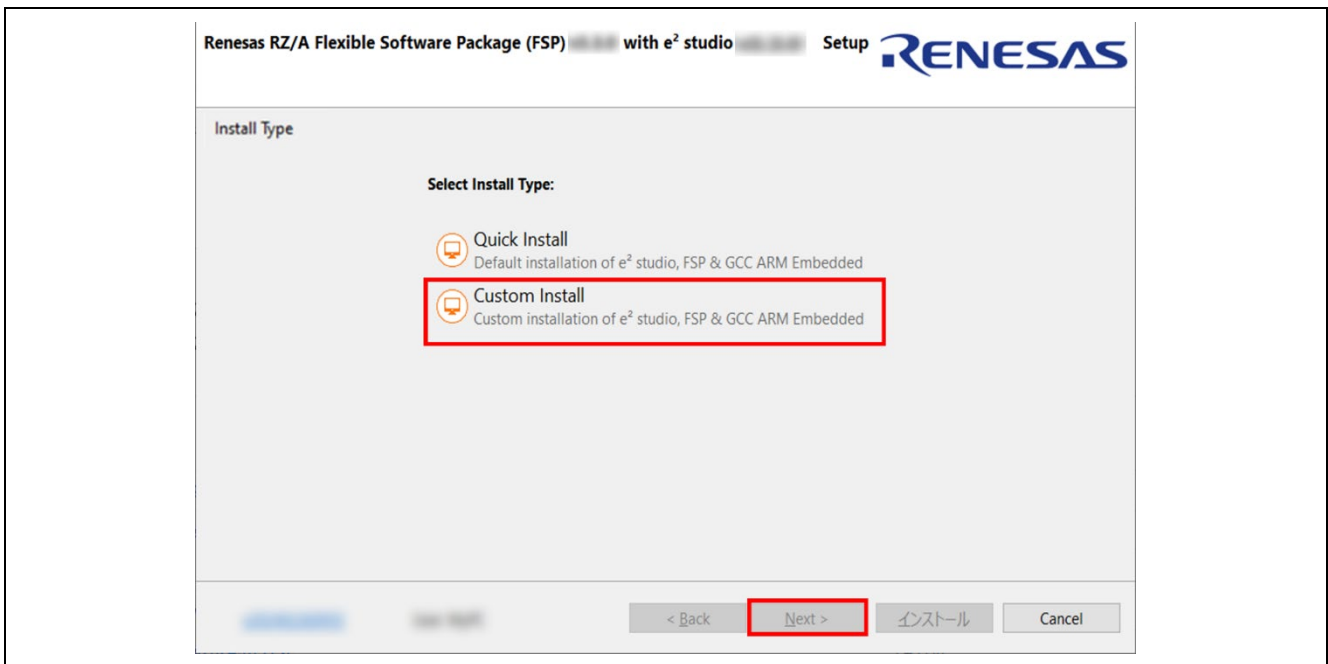 Renesas RZ/A Flexible Software Package (FSP) with e² studio Setup
RENESAS
Install Type
Select Install Type:
Quick Install
Default installation of e² studio, FSP & GCC ARM Embedded
Custom Install
Custom installation of e² studio, FSP & GCC ARM Embedded
< Back Next > インストール Cancel